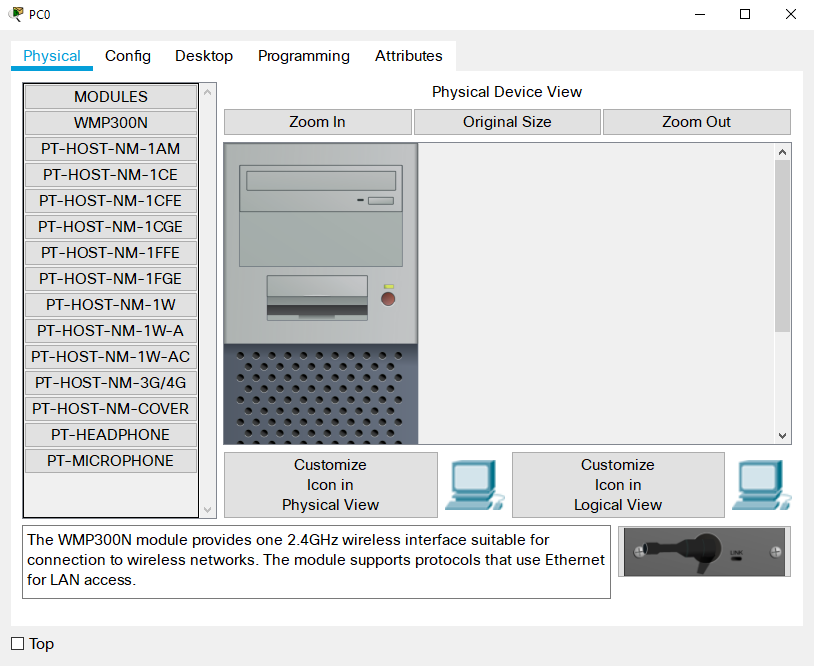 PC0
Physical
Config
Desktop
Programming
Attributes
MODULES
WMP300N
PT-HOST-NM-1AM
PT-HOST-NM-1CE
PT-HOST-NM-1CFE
PT-HOST-NM-1CGE
PT-HOST-NM-1FFE
PT-HOST-NM-1FGE
PT-HOST-NM-1W
PT-HOST-NM-1W-A
PT-HOST-NM-1W-AC
PT-HOST-NM-3G/4G
PT-HOST-NM-COVER
PT-HEADPHONE
PT-MICROPHONE
Physical Device View
Zoom In
Original Size
Zoom Out
Customize
Icon in
Physical View
Customize
Icon in
Logical View
The WMP300N module provides one 2.4GHz wireless interface suitable for
connection to wireless networks. The module supports protocols that use Ethernet
for LAN access.
LINK
Top